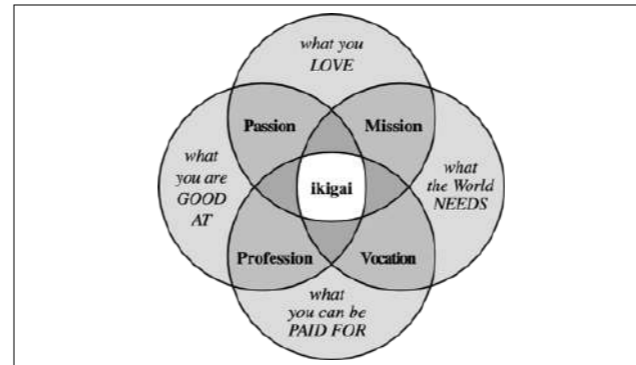 what you
LOVE
Passion
Mission
what
you are
GOOD
AT
ikigai
what
the World
NEEDS
Profession
Vocation
what
you can be
PAID FOR